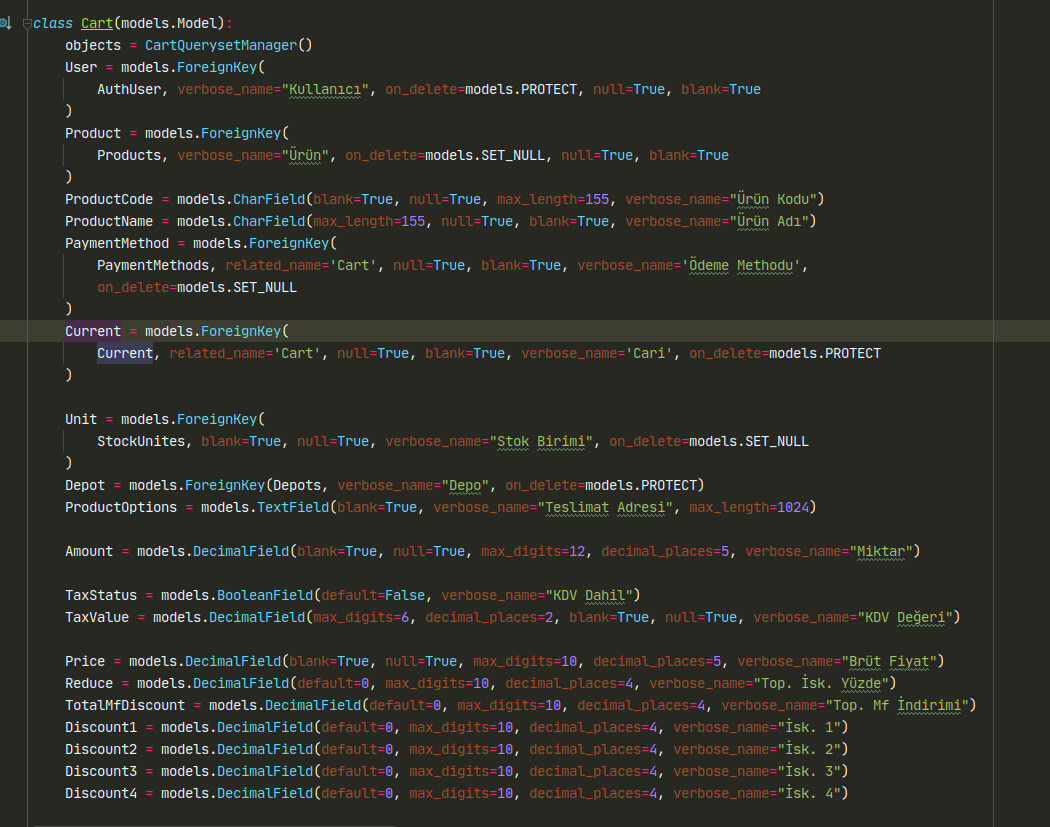 class Cart(models.Model):
objects = CartQuerysetManager()
User = models.ForeignKey(
AuthUser, verbose_name="Kullanıcı", on_delete=models.PROTECT, null=True, blank=True
)
Product = models.ForeignKey(
Products, verbose_name="Ürün", on_delete=models.SET_NULL, null=True, blank=True
)
ProductCode = models.CharField(blank=True, null=True, max_length=155, verbose_name="Ürün Kodu")
ProductName = models.CharField(max_length=155, null=True, blank=True, verbose_name="Ürün Adı")
PaymentMethod = models.ForeignKey(
PaymentMethods, related_name='Cart', null=True, blank=True, verbose_name='Ödeme Methodu',
on_delete=models.SET_NULL
)
Current = models.ForeignKey(
Current, related_name='Cart', null=True, blank=True, verbose_name='Cari', on_delete=models.PROTECT
)
Unit = models.ForeignKey(
StockUnites, blank=True, null=True, verbose_name="Stok Birimi", on_delete=models.SET_NULL
)
Depot = models.ForeignKey(Depots, verbose_name="Depo", on_delete=models.PROTECT)
ProductOptions = models.TextField(blank=True, verbose_name="Teslimat Adresi", max_length=1024)
Amount = models.DecimalField(blank=True, null=True, max_digits=12, decimal_places=5, verbose_name="Miktar")
TaxStatus = models.BooleanField(default=False, verbose_name="KDV Dahil")
TaxValue = models.DecimalField(max_digits=6, decimal_places=2, blank=True, null=True, verbose_name="KDV Değeri")
Price = models.DecimalField(blank=True, null=True, max_digits=10, decimal_places=5, verbose_name="Brüt Fiyat")
Reduce = models.DecimalField(default=0, max_digits=10, decimal_places=4, verbose_name="Top. İsk. Yüzde")
TotalMfDiscount = models.DecimalField(default=0, max_digits=10, decimal_places=4, verbose_name="Top. Mf İndirimi")
Discount1 = models.DecimalField(default=0, max_digits=10, decimal_places=4, verbose_name="İsk. 1")
Discount2 = models.DecimalField(default=0, max_digits=10, decimal_places=4, verbose_name="İsk. 2")
Discount3 = models.DecimalField(default=0, max_digits=10, decimal_places=4, verbose_name="İsk. 3")
Discount4 = models.DecimalField(default=0, max_digits=10, decimal_places=4, verbose_name="İsk. 4")